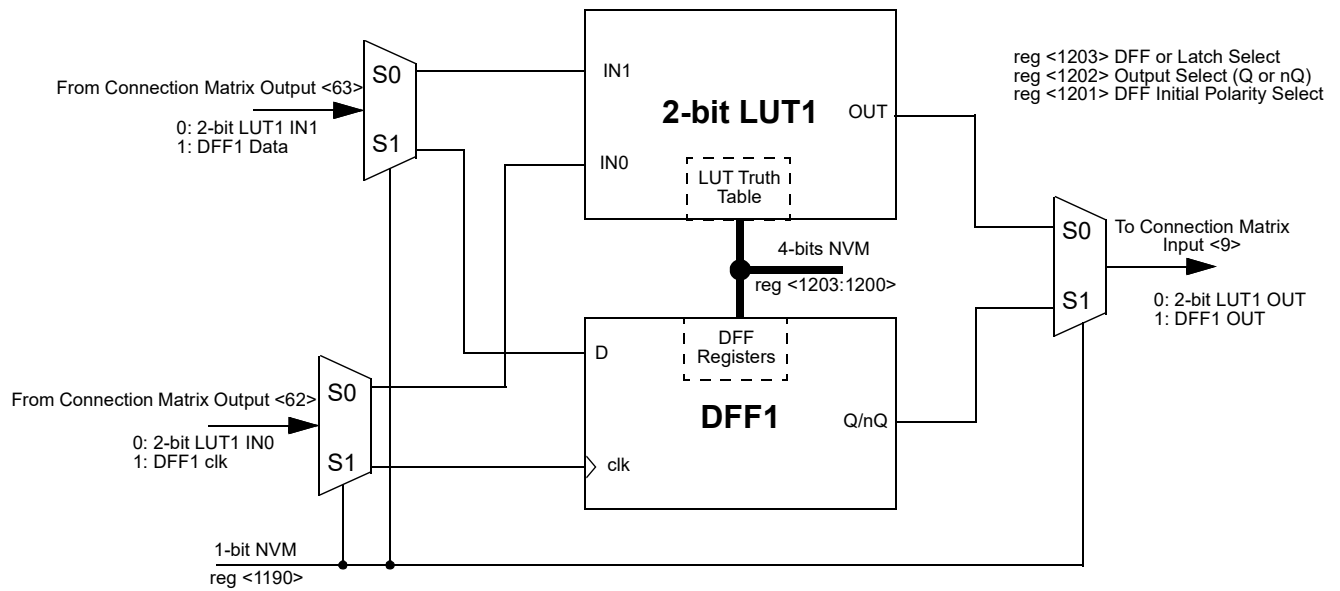 From Connection Matrix Output <63>
0: 2-bit LUT1 IN1
1: DFF1 Data
S0
S1
IN1
IN0
2-bit LUT1
OUT
LUT Truth
Table
reg <1203> DFF or Latch Select
reg <1202> Output Select (Q or nQ)
reg <1201> DFF Initial Polarity Select
4-bits NVM
reg <1203:1200>
S0
S1
To Connection Matrix
Input <9>
0: 2-bit LUT1 OUT
1: DFF1 OUT
From Connection Matrix Output <62>
0: 2-bit LUT1 IN0
1: DFF1 clk
S0
S1
D
clk
DFF
Registers
DFF1
Q/nQ
1-bit NVM
reg <1190>